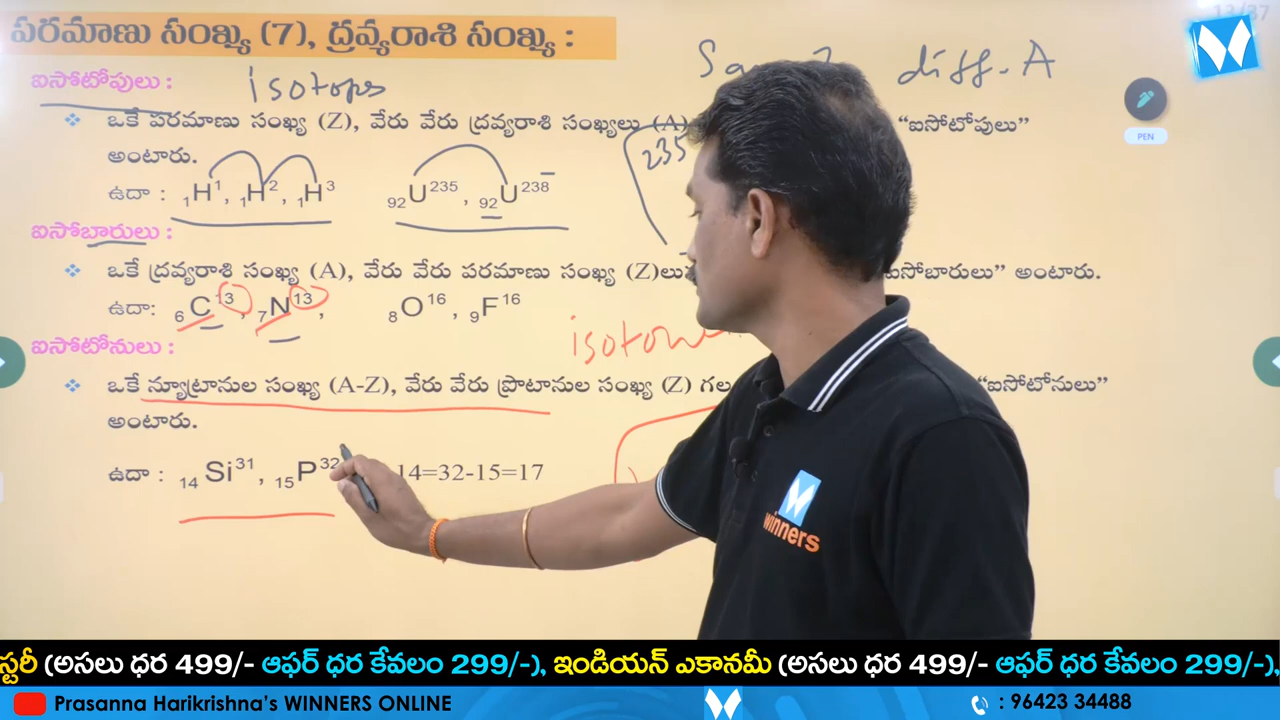 పరమాణు సంఖ్య (7), ద్రవ్యరాశి సంఖ్య :
13/37
ఐసోటోపులు : isotops diff. A
❖ ఒకే పరమాణు సంఖ్య (Z), వేరు వేరు ద్రవ్యరాశి సంఖ్యలు (A) “ఐసోటోపులు”
PEN
అంటారు.
235
ఉదా : ₁H¹, ₁H², ₁H³ ₉₂U²³⁵, ₉₂U²³⁸
ఐసోబారులు :
❖ ఒకే ద్రవ్యరాశి సంఖ్య (A), వేరు వేరు పరమాణు సంఖ్య (Z) అంటారు.
ఉదా: ₆C¹³, ₇N¹³, ₈O¹⁶, ₉F¹⁶
ఐసోటోనులు :
❖ ఒకే న్యూట్రానుల సంఖ్య (A-Z), వేరు వేరు ప్రొటానుల సంఖ్య (Z) గల “ఐసోటోనులు”
అంటారు.
ఉదా : ₁₄Si³¹, ₁₅P³² 14=32-15=17
winners
స్టరీ (అసలు ధర 499/- ఆఫర్ ధర కేవలం 299/-), ఇండియన్ ఎకానమీ (అసలు ధర 499/- ఆఫర్ ధర కేవలం 299/-),
Prasanna Harikrishna's WINNERS ONLINE : 96423 34488